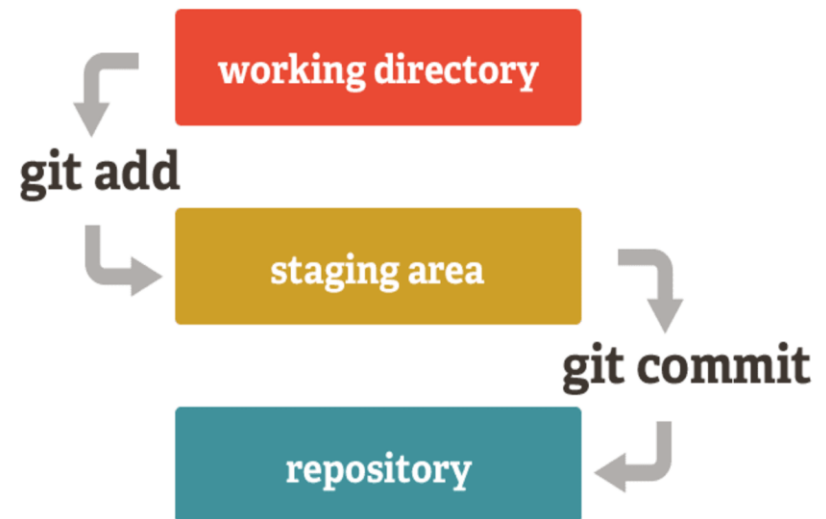 working directory
git add
staging area
git commit
repository